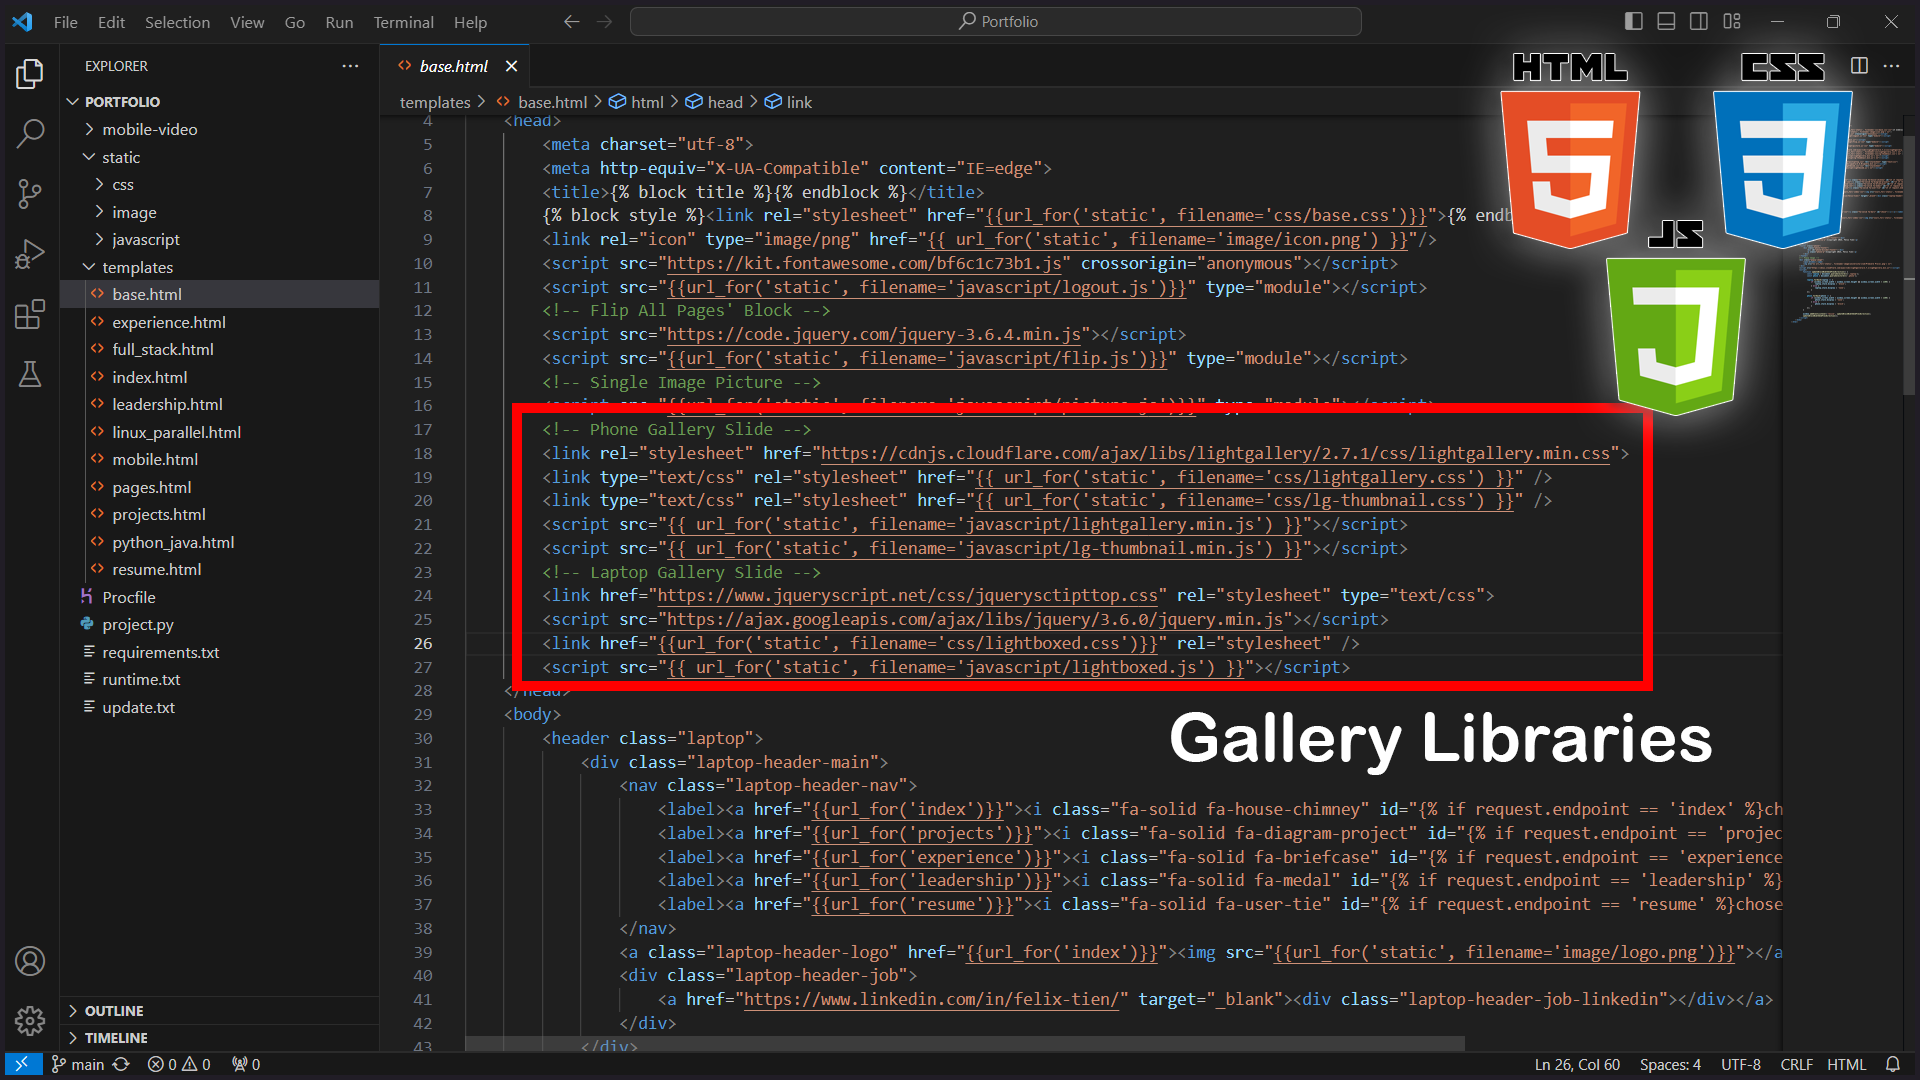 File Edit Selection View Go Run Terminal Help
Portfolio
EXPLORER
PORTFOLIO
mobile-video
static
css
image
javascript
templates
base.html
experience.html
full_stack.html
index.html
leadership.html
linux_parallel.html
mobile.html
pages.html
projects.html
python_java.html
resume.html
Procfile
project.py
requirements.txt
runtime.txt
update.txt
OUTLINE
TIMELINE
base.html
templates > base.html > html > head > link
4 <head>
5 <meta charset="utf-8">
6 <meta http-equiv="X-UA-Compatible" content="IE=edge">
7 <title>{% block title %}{% endblock %}</title>
8 {% block style %}<link rel="stylesheet" href="{{url_for('static', filename='css/base.css')}}">{% endb
9 <link rel="icon" type="image/png" href="{{ url_for('static', filename='image/icon.png') }}"/>
10 <script src="https://kit.fontawesome.com/bf6c1c73b1.js" crossorigin="anonymous"></script>
11 <script src="{{url_for('static', filename='javascript/logout.js')}}" type="module"></script>
12 <!-- Flip All Pages' Block -->
13 <script src="https://code.jquery.com/jquery-3.6.4.min.js"></script>
14 <script src="{{url_for('static', filename='javascript/flip.js')}}" type="module"></script>
15 <!-- Single Image Picture -->
16 <script src="{{url_for('static', filename='javascript/picture.js')}}" type="module"></script>
17 <!-- Phone Gallery Slide -->
18 <link rel="stylesheet" href="https://cdnjs.cloudflare.com/ajax/libs/lightgallery/2.7.1/css/lightgallery.min.css">
19 <link type="text/css" rel="stylesheet" href="{{ url_for('static', filename='css/lightgallery.css') }}" />
20 <link type="text/css" rel="stylesheet" href="{{ url_for('static', filename='css/lg-thumbnail.css') }}" />
21 <script src="{{ url_for('static', filename='javascript/lightgallery.min.js') }}"></script>
22 <script src="{{ url_for('static', filename='javascript/lg-thumbnail.min.js') }}"></script>
23 <!-- Laptop Gallery Slide -->
24 <link href="https://www.jqueryscript.net/css/jquerysctipttop.css" rel="stylesheet" type="text/css">
25 <script src="https://ajax.googleapis.com/ajax/libs/jquery/3.6.0/jquery.min.js"></script>
26 <link href="{{url_for('static', filename='css/lightboxed.css')}}" rel="stylesheet" />
27 <script src="{{ url_for('static', filename='javascript/lightboxed.js') }}"></script>
28 </head>
29 <body>
30 <header class="laptop">
31 <div class="laptop-header-main">
32 <nav class="laptop-header-nav">
33 <label><a href="{{url_for('index')}}"><i class="fa-solid fa-house-chimney" id="{% if request.endpoint == 'index' %}ch
34 <label><a href="{{url_for('projects')}}"><i class="fa-solid fa-diagram-project" id="{% if request.endpoint == 'projec
35 <label><a href="{{url_for('experience')}}"><i class="fa-solid fa-briefcase" id="{% if request.endpoint == 'experience
36 <label><a href="{{url_for('leadership')}}"><i class="fa-solid fa-medal" id="{% if request.endpoint == 'leadership' %}
37 <label><a href="{{url_for('resume')}}"><i class="fa-solid fa-user-tie" id="{% if request.endpoint == 'resume' %}chose
38 </nav>
39 <a class="laptop-header-logo" href="{{url_for('index')}}"><img src="{{url_for('static', filename='image/logo.png')}}"></a
40 <div class="laptop-header-job">
41 <a href="https://www.linkedin.com/in/felix-tien/" target="_blank"><div class="laptop-header-job-linkedin"></div></a>
42 </div>
43 </div>
HTML
CSS
JS
Gallery Libraries
main 0 0 0
Ln 26, Col 60 Spaces: 4 UTF-8 CRLF HTML